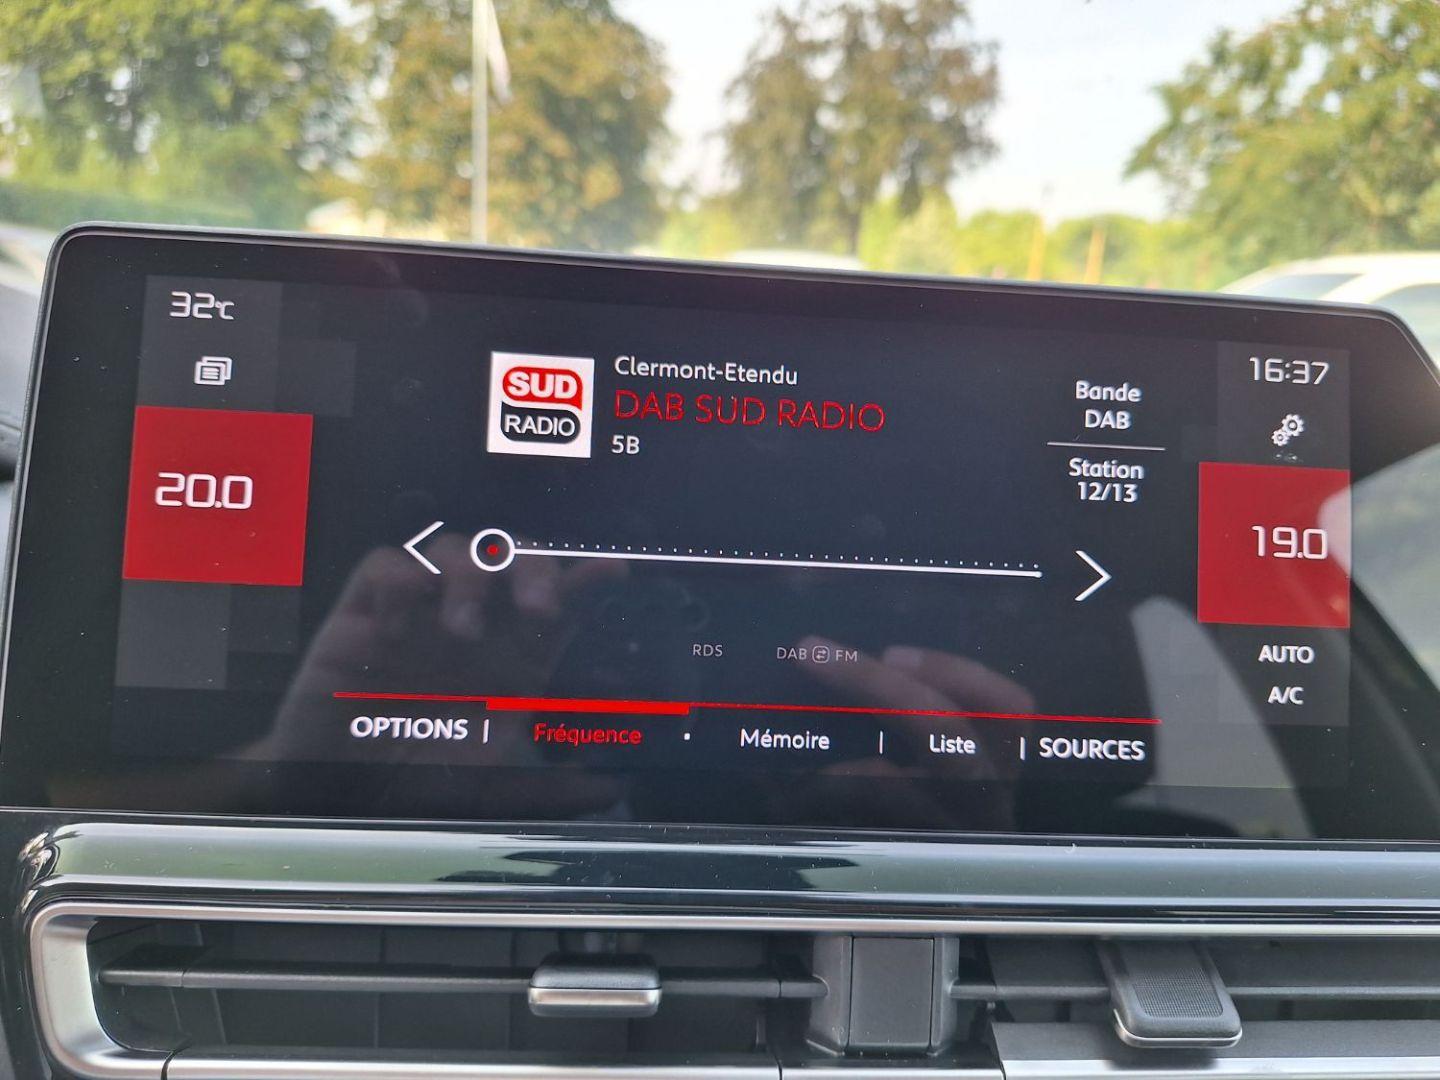 32°C
16:37
SUD
RADIO
Clermont-Etendu
DAB SUD RADIO
5B
Bande
DAB
Station
12/13
20.0
19.0
RDS
DAB FM
AUTO
A/C
OPTIONS | Fréquence · Mémoire | Liste | SOURCES